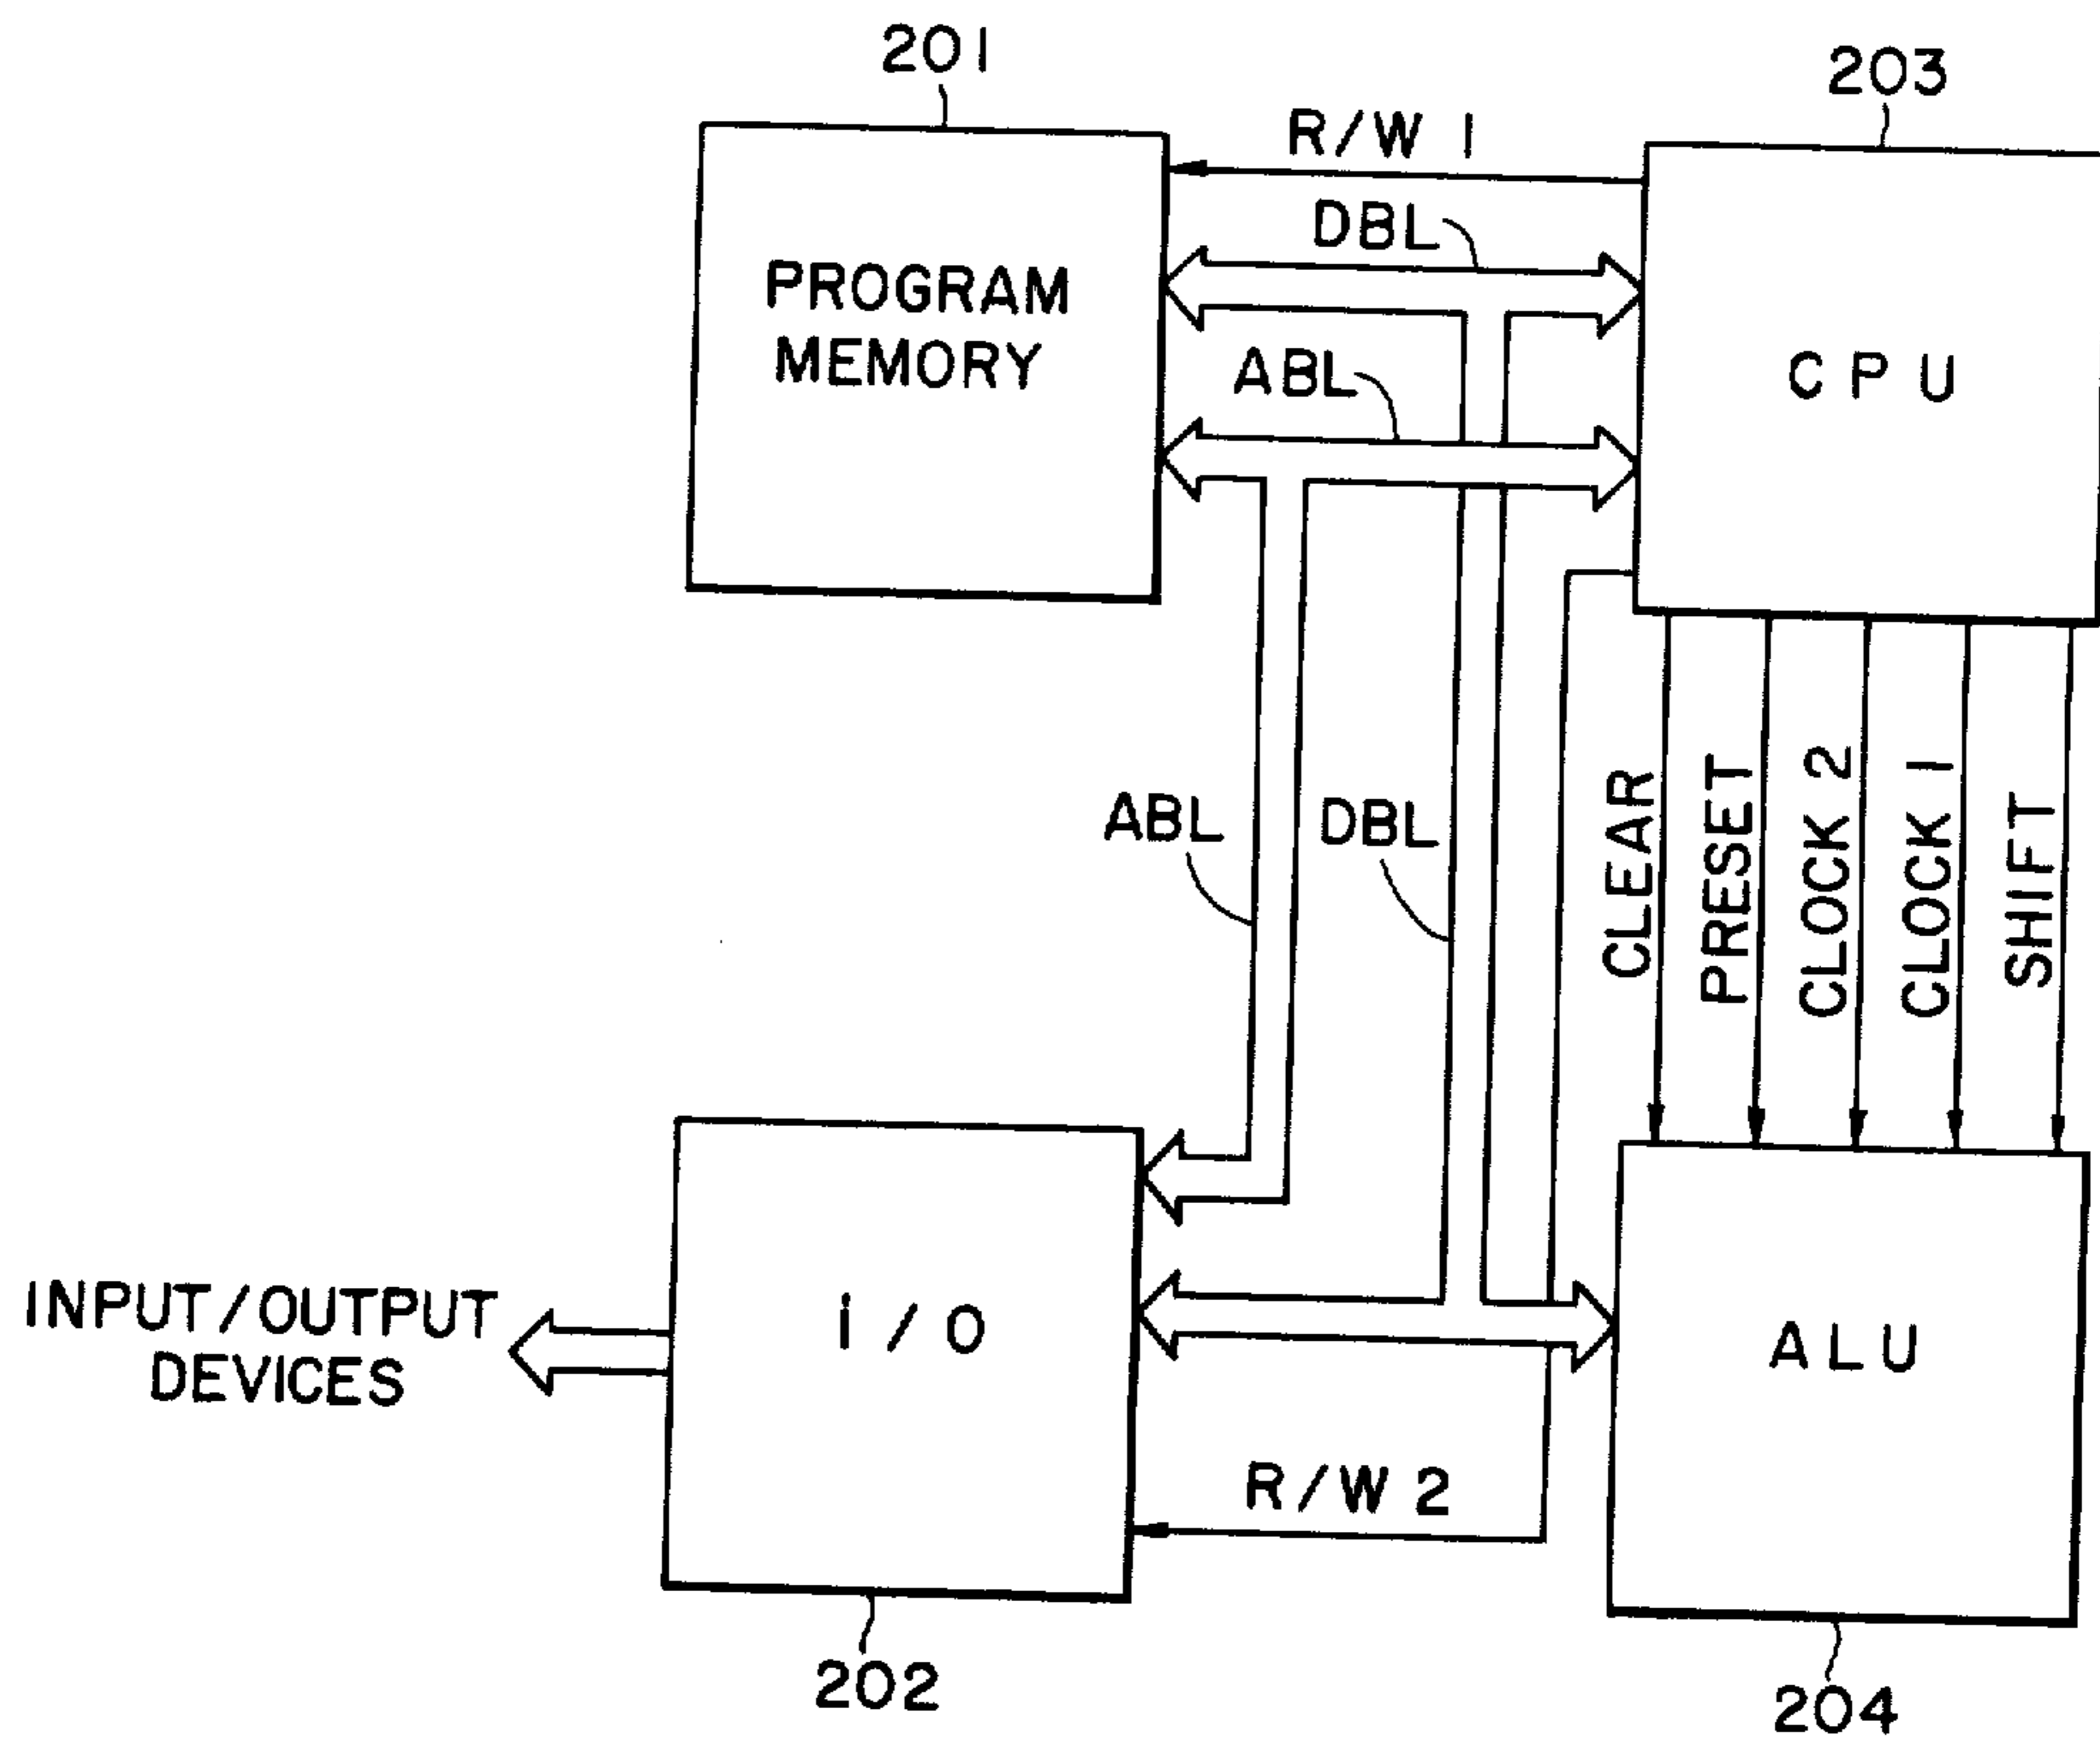 201
203
R/W 1
DBL
PROGRAM
MEMORY
ABL
CPU
ABL
DBL
CLEAR
PRESET
CLOCK 2
CLOCK 1
SHIFT
INPUT/OUTPUT
DEVICES
I/O
ALU
R/W 2
202
204